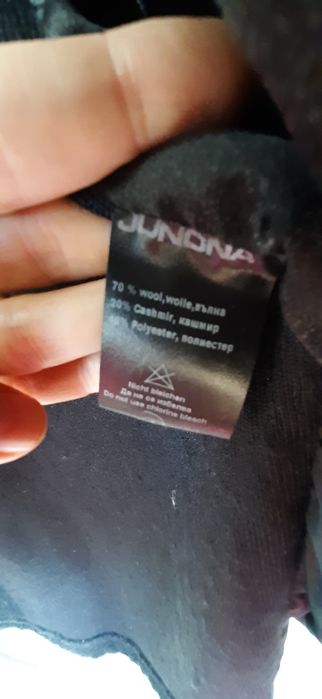 JUNONA
70 % wool,wolle,вълна
20% Cashmir, кашмир
10% Polyester, полиестер
Nicht bleichen
Да не се избелва
Do not use chlorine bleach